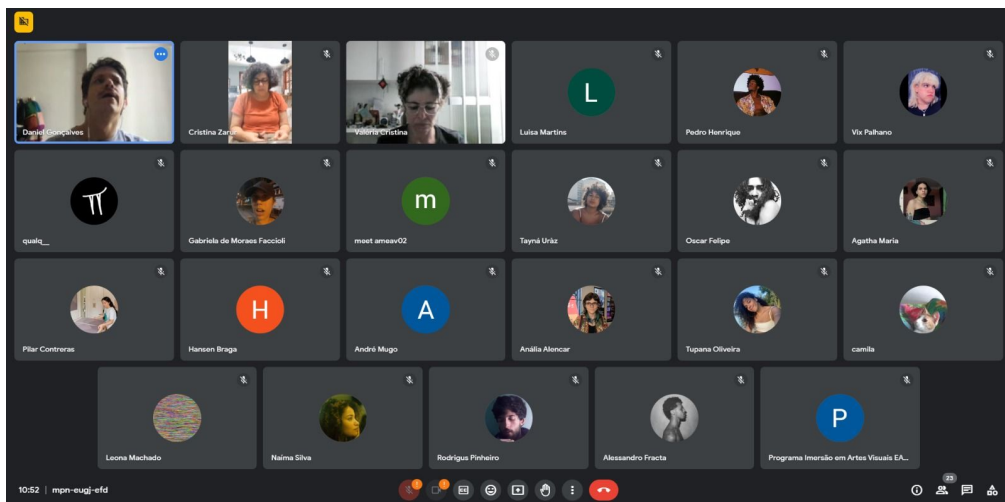 Daniel Gonçalves
Cristina Zar
Valéria Cristina
L
Luisa Martins
Pedro Henrique
Vix Palhano
qualq__
Gabriela de Moraes Faccioli
m
meet ameav02
Tayná Uràz
Oscar Felipe
Agatha Maria
Pilar Contreras
H
Hansen Braga
A
André Mugo
Anália Alencar
Tupana Oliveira
camila
Leona Machado
Naíma Silva
Rodrigus Pinheiro
Alessandro Fracta
P
Programa Imersão em Artes Visuais EA...
10:52 | mpn-eugj-efd
23